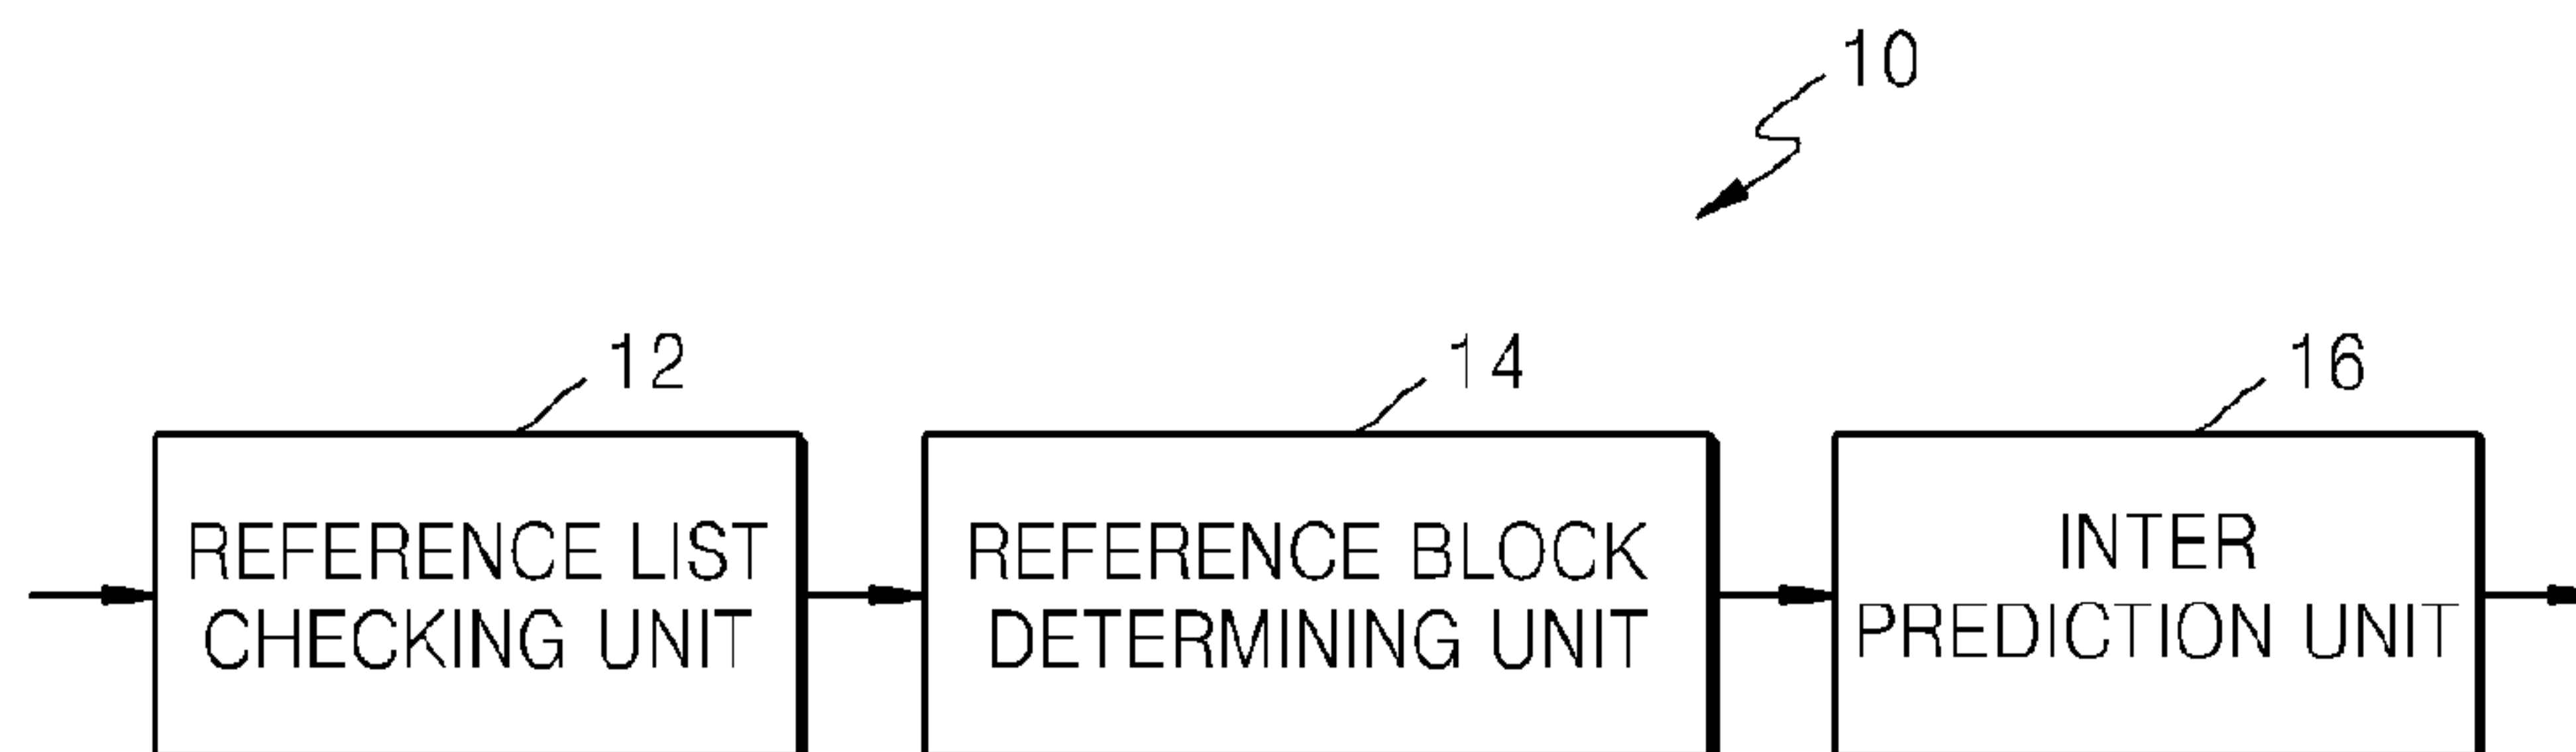 10
12
14
16
REFERENCE LIST
CHECKING UNIT
REFERENCE BLOCK
DETERMINING UNIT
INTER
PREDICTION UNIT